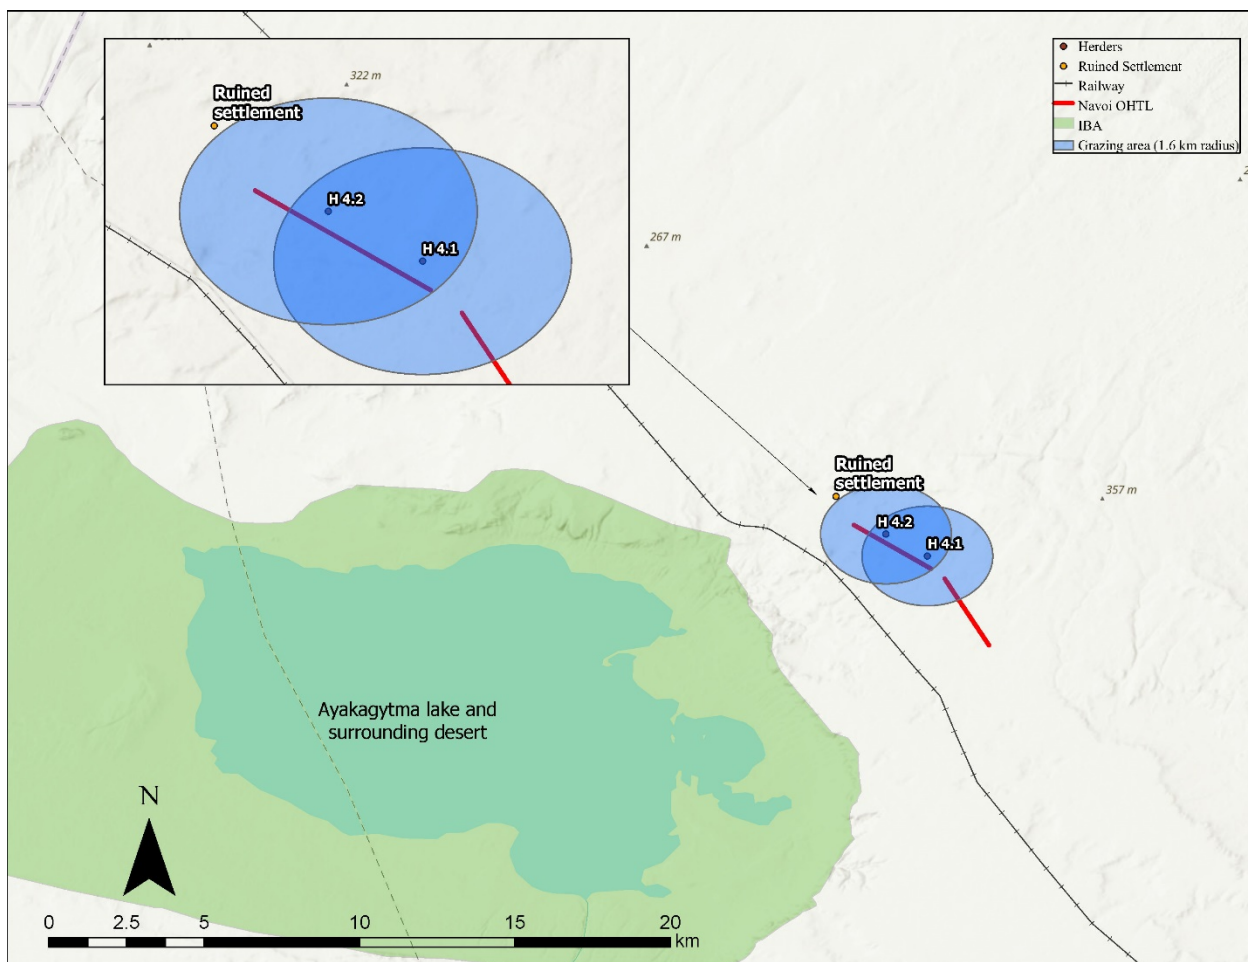 322 m
Ruined
settlement
H 4.2
H 4.1
Herders
Ruined Settlement
Railway
Navoi OHTL
IBA
Grazing area (1.6 km radius)
267 m
Ruined
settlement
357 m
H 4.2
H 4.1
Ayakagytma lake and
surrounding desert
N
0 2.5 5 10 15 20
km